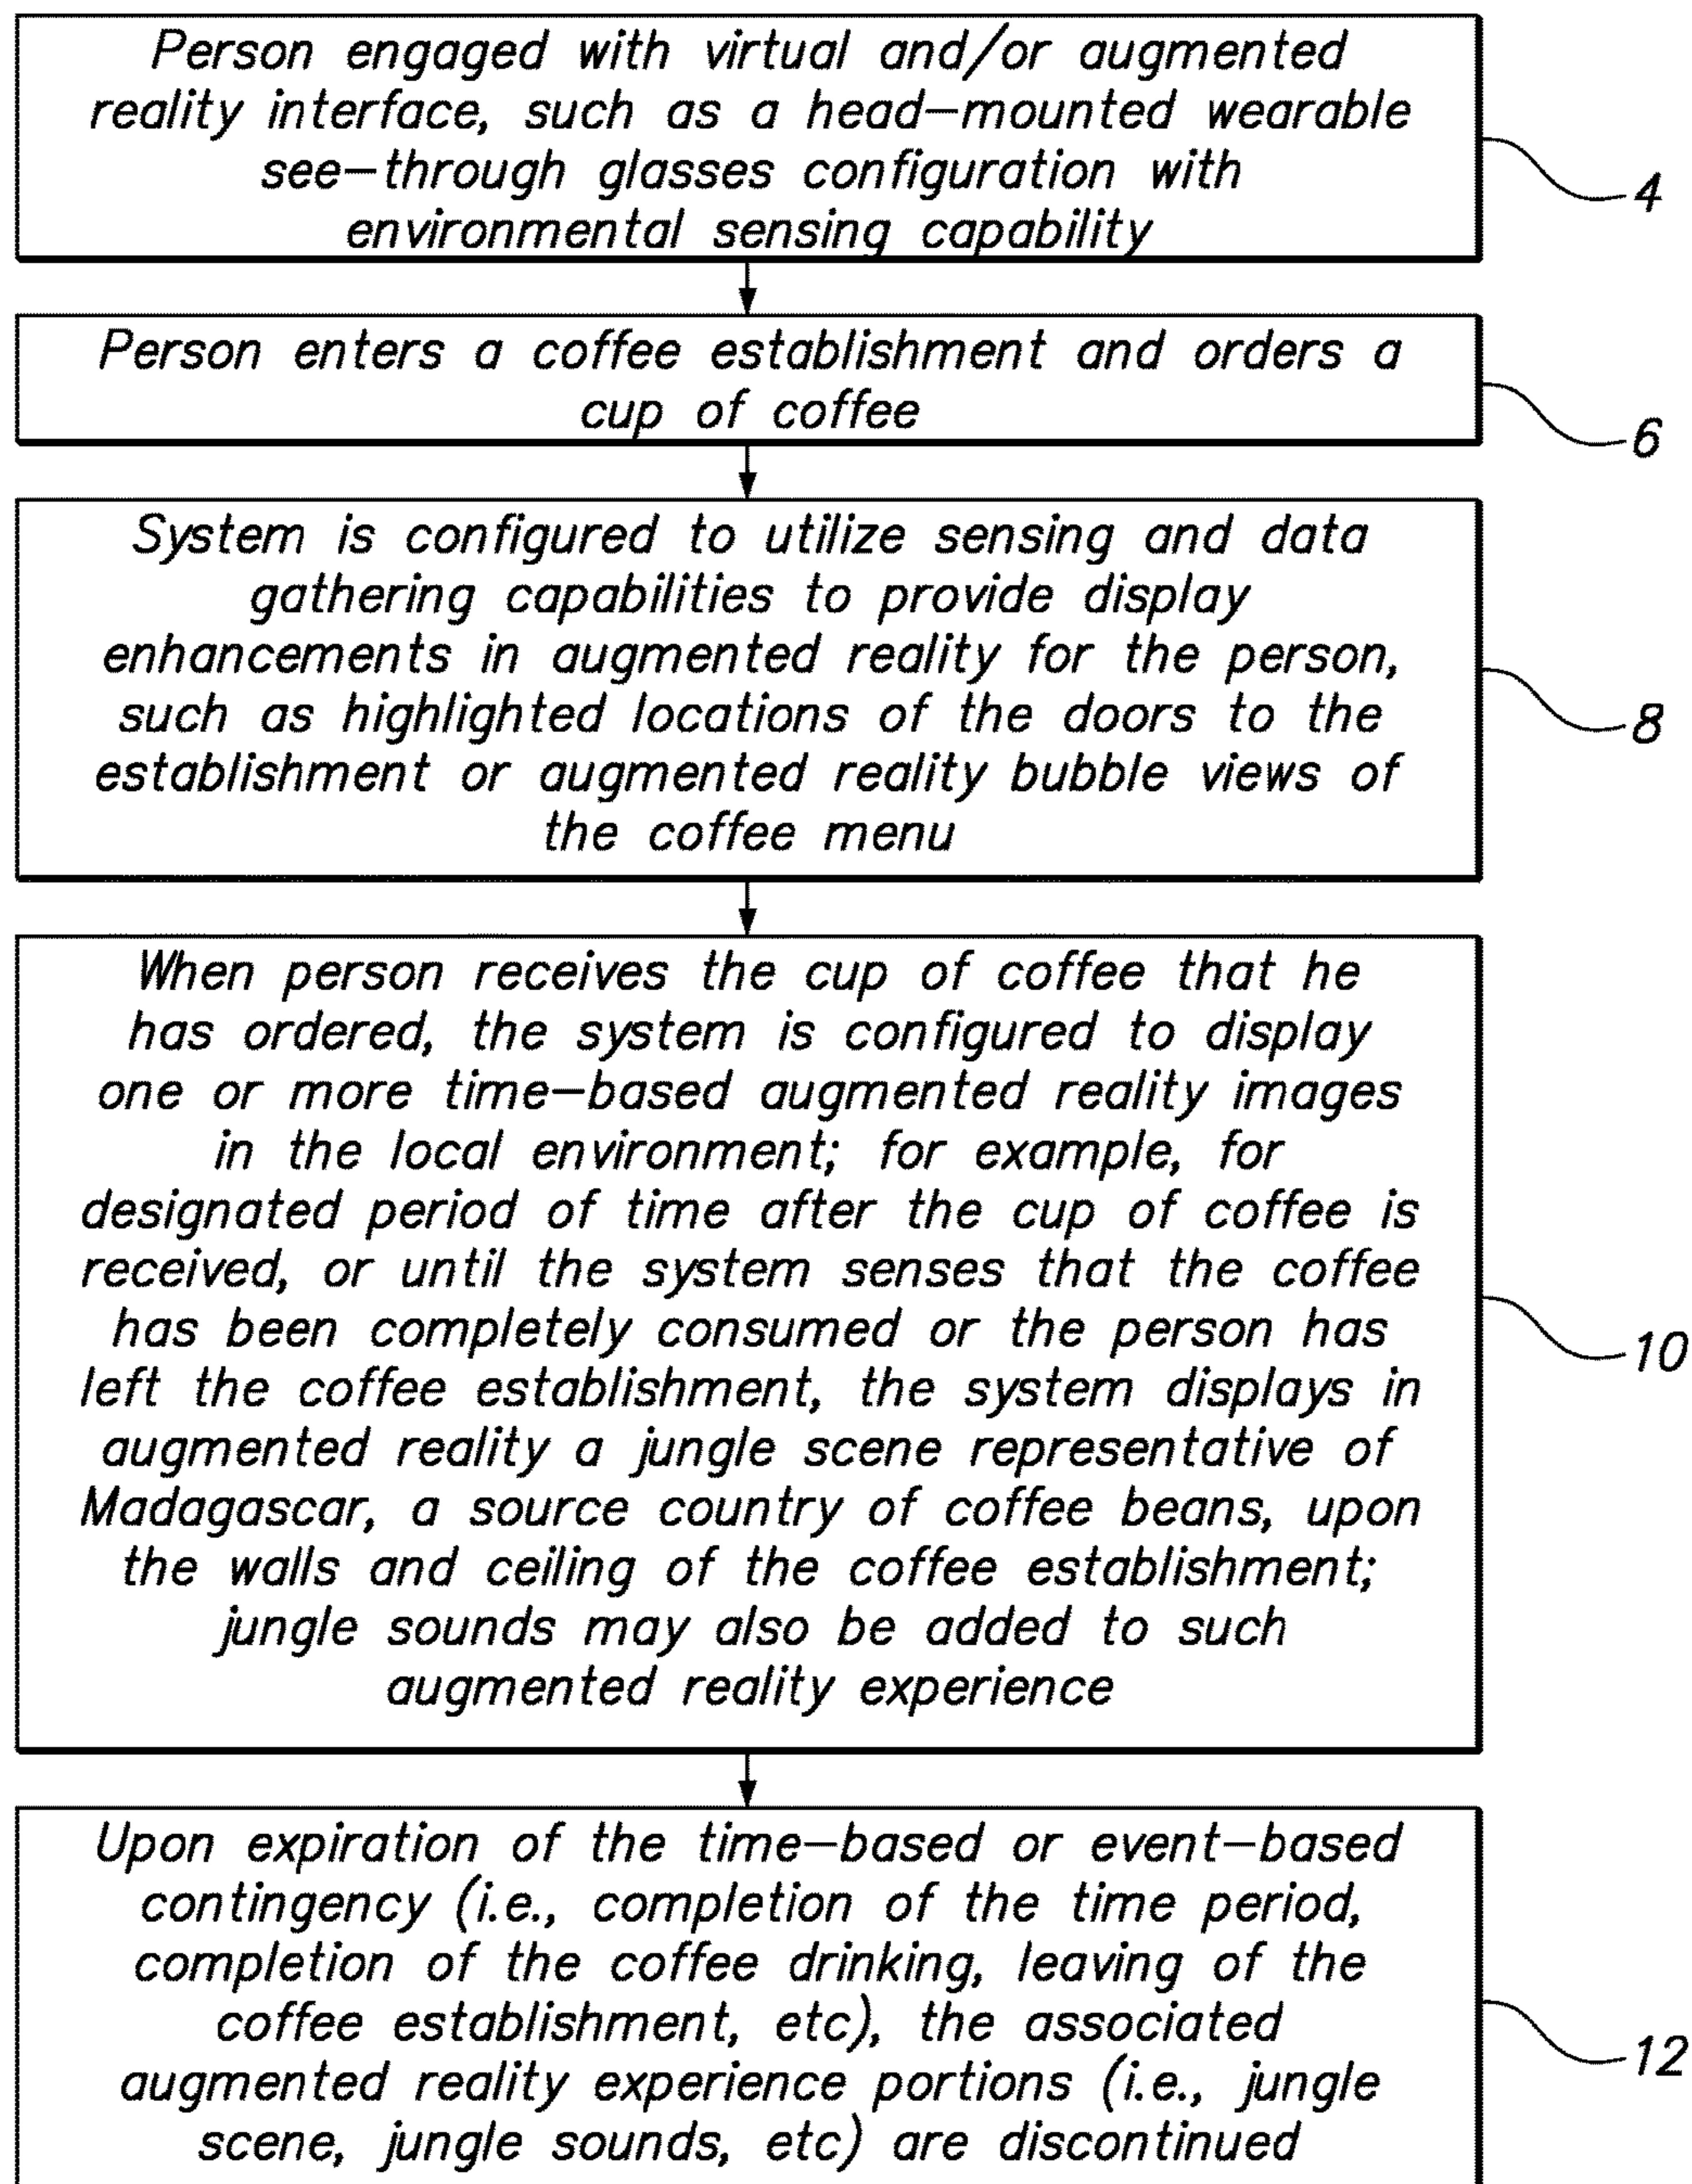 Person engaged with virtual and/or augmented
reality interface, such as a head-mounted wearable
see-through glasses configuration with
environmental sensing capability
4
Person enters a coffee establishment and orders a
cup of coffee
6
System is configured to utilize sensing and data
gathering capabilities to provide display
enhancements in augmented reality for the person,
such as highlighted locations of the doors to the
establishment or augmented reality bubble views of
the coffee menu
8
When person receives the cup of coffee that he
has ordered, the system is configured to display
one or more time-based augmented reality images
in the local environment; for example, for
designated period of time after the cup of coffee is
received, or until the system senses that the coffee
has been completely consumed or the person has
left the coffee establishment, the system displays in
augmented reality a jungle scene representative of
Madagascar, a source country of coffee beans, upon
the walls and ceiling of the coffee establishment;
jungle sounds may also be added to such
augmented reality experience
10
Upon expiration of the time-based or event-based
contingency (i.e., completion of the time period,
completion of the coffee drinking, leaving of the
coffee establishment, etc), the associated
augmented reality experience portions (i.e., jungle
scene, jungle sounds, etc) are discontinued
12